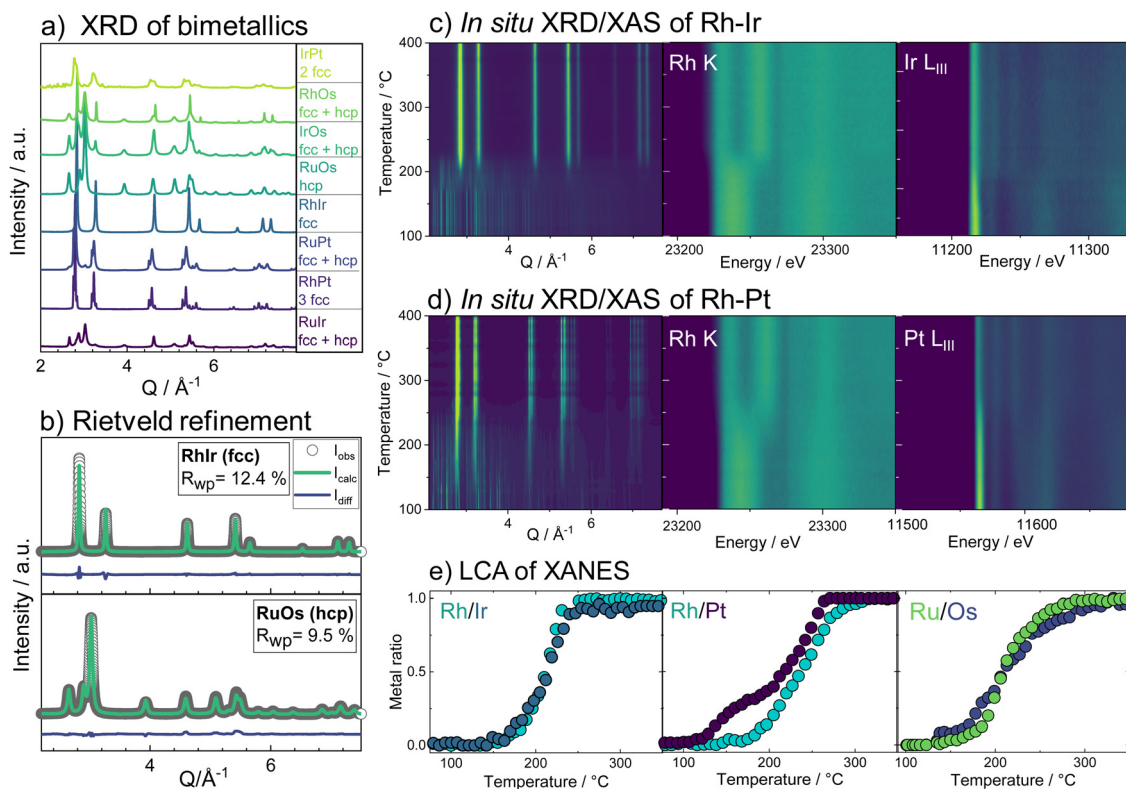 a) XRD of bimetallics
Intensity / a.u.
IrPt
2 fcc
RhOs
fcc + hcp
IrOs
fcc + hcp
RuOs
hcp
RhIr
fcc
RuPt
fcc + hcp
RhPt
3 fcc
RuIr
fcc + hcp
2 4 6
Q / Å-1
b) Rietveld refinement
Intensity / a.u.
RhIr (fcc)
Rwp= 12.4 %
Iobs
Icalc
Idiff
RuOs (hcp)
Rwp= 9.5 %
4 6
Q/Å-1
c) In situ XRD/XAS of Rh-Ir
Temperature / °C
400
300
200
100
4 6
Q / Å-1
Rh K
23200 23300
Energy / eV
Ir LIII
11200 11300
Energy / eV
d) In situ XRD/XAS of Rh-Pt
Temperature / °C
400
300
200
100
4 6
Q / Å-1
Rh K
23200 23300
Energy / eV
Pt LIII
11500 11600
Energy / eV
e) LCA of XANES
Metal ratio
1.0
0.5
0.0
Rh/Ir
100 200 300
Temperature / °C
Rh/Pt
100 200 300
Temperature / °C
Ru/Os
100 200 300
Temperature / °C